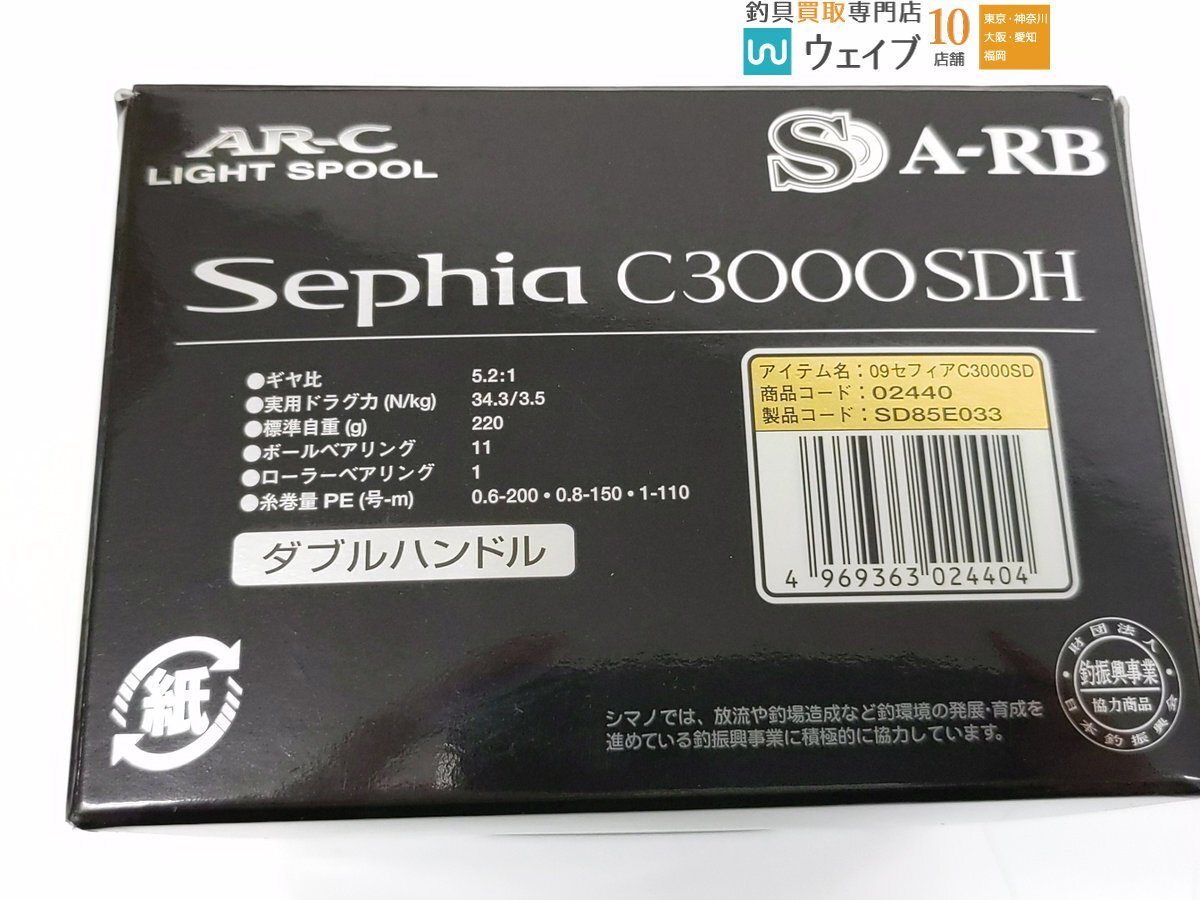 釣具買取専門店
ウェイブ
10
店舗
東京・神奈川
大阪・愛知
福岡
AR-C
LIGHT SPOOL
S A-RB
Sephia C3000SDH
●ギヤ比 5.2:1
●実用ドラグ力 (N/kg) 34.3/3.5
●標準自重 (g) 220
●ボールベアリング 11
●ローラーベアリング 1
●糸巻量 PE (号-m) 0.6-200・0.8-150・1-110
ダブルハンドル
アイテム名：09セフィアC3000SD
商品コード：02440
製品コード：SD85E033
4 969363 024404
紙
財団法人
釣振興事業
協力商品
日本釣振興会
シマノでは、放流や釣場造成など釣環境の発展・育成を
進めている釣振興事業に積極的に協力しています。